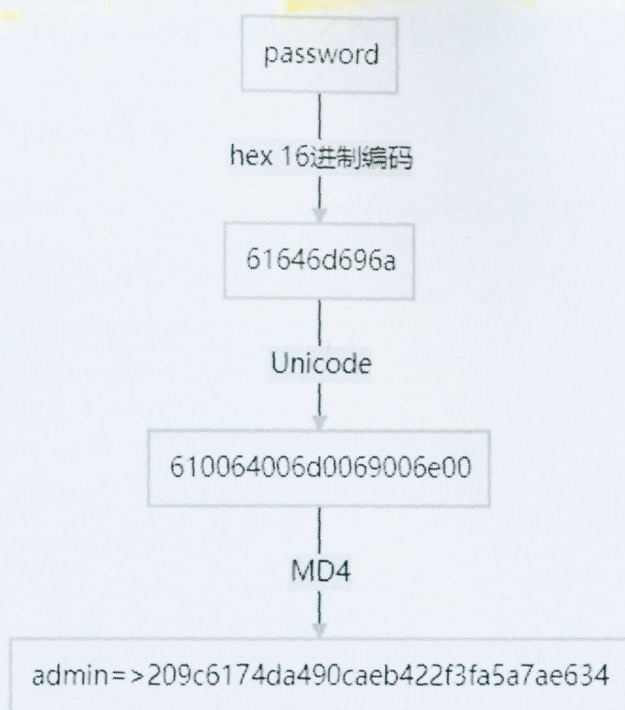 password
hex 16进制编码
61646d696a
Unicode
610064006d0069006e00
MD4
admin=>209c6174da490caeb422f3fa5a7ae634